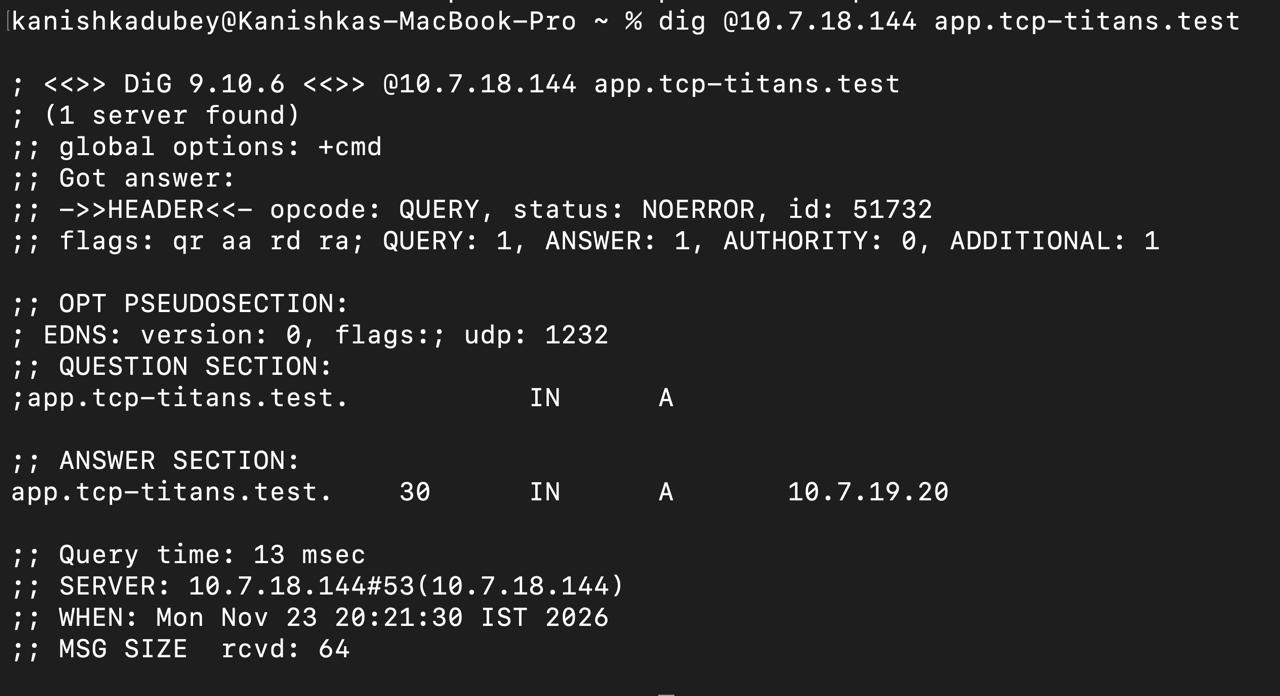 [kanishkadubey@Kanishkas-MacBook-Pro ~ % dig @10.7.18.144 app.tcp-titans.test
; <<>> DiG 9.10.6 <<>> @10.7.18.144 app.tcp-titans.test
; (1 server found)
;; global options: +cmd
;; Got answer:
;; ->>HEADER<<- opcode: QUERY, status: NOERROR, id: 51732
;; flags: qr aa rd ra; QUERY: 1, ANSWER: 1, AUTHORITY: 0, ADDITIONAL: 1
;; OPT PSEUDOSECTION:
; EDNS: version: 0, flags:; udp: 1232
;; QUESTION SECTION:
;app.tcp-titans.test. IN A
;; ANSWER SECTION:
app.tcp-titans.test. 30 IN A 10.7.19.20
;; Query time: 13 msec
;; SERVER: 10.7.18.144#53(10.7.18.144)
;; WHEN: Mon Nov 23 20:21:30 IST 2026
;; MSG SIZE rcvd: 64